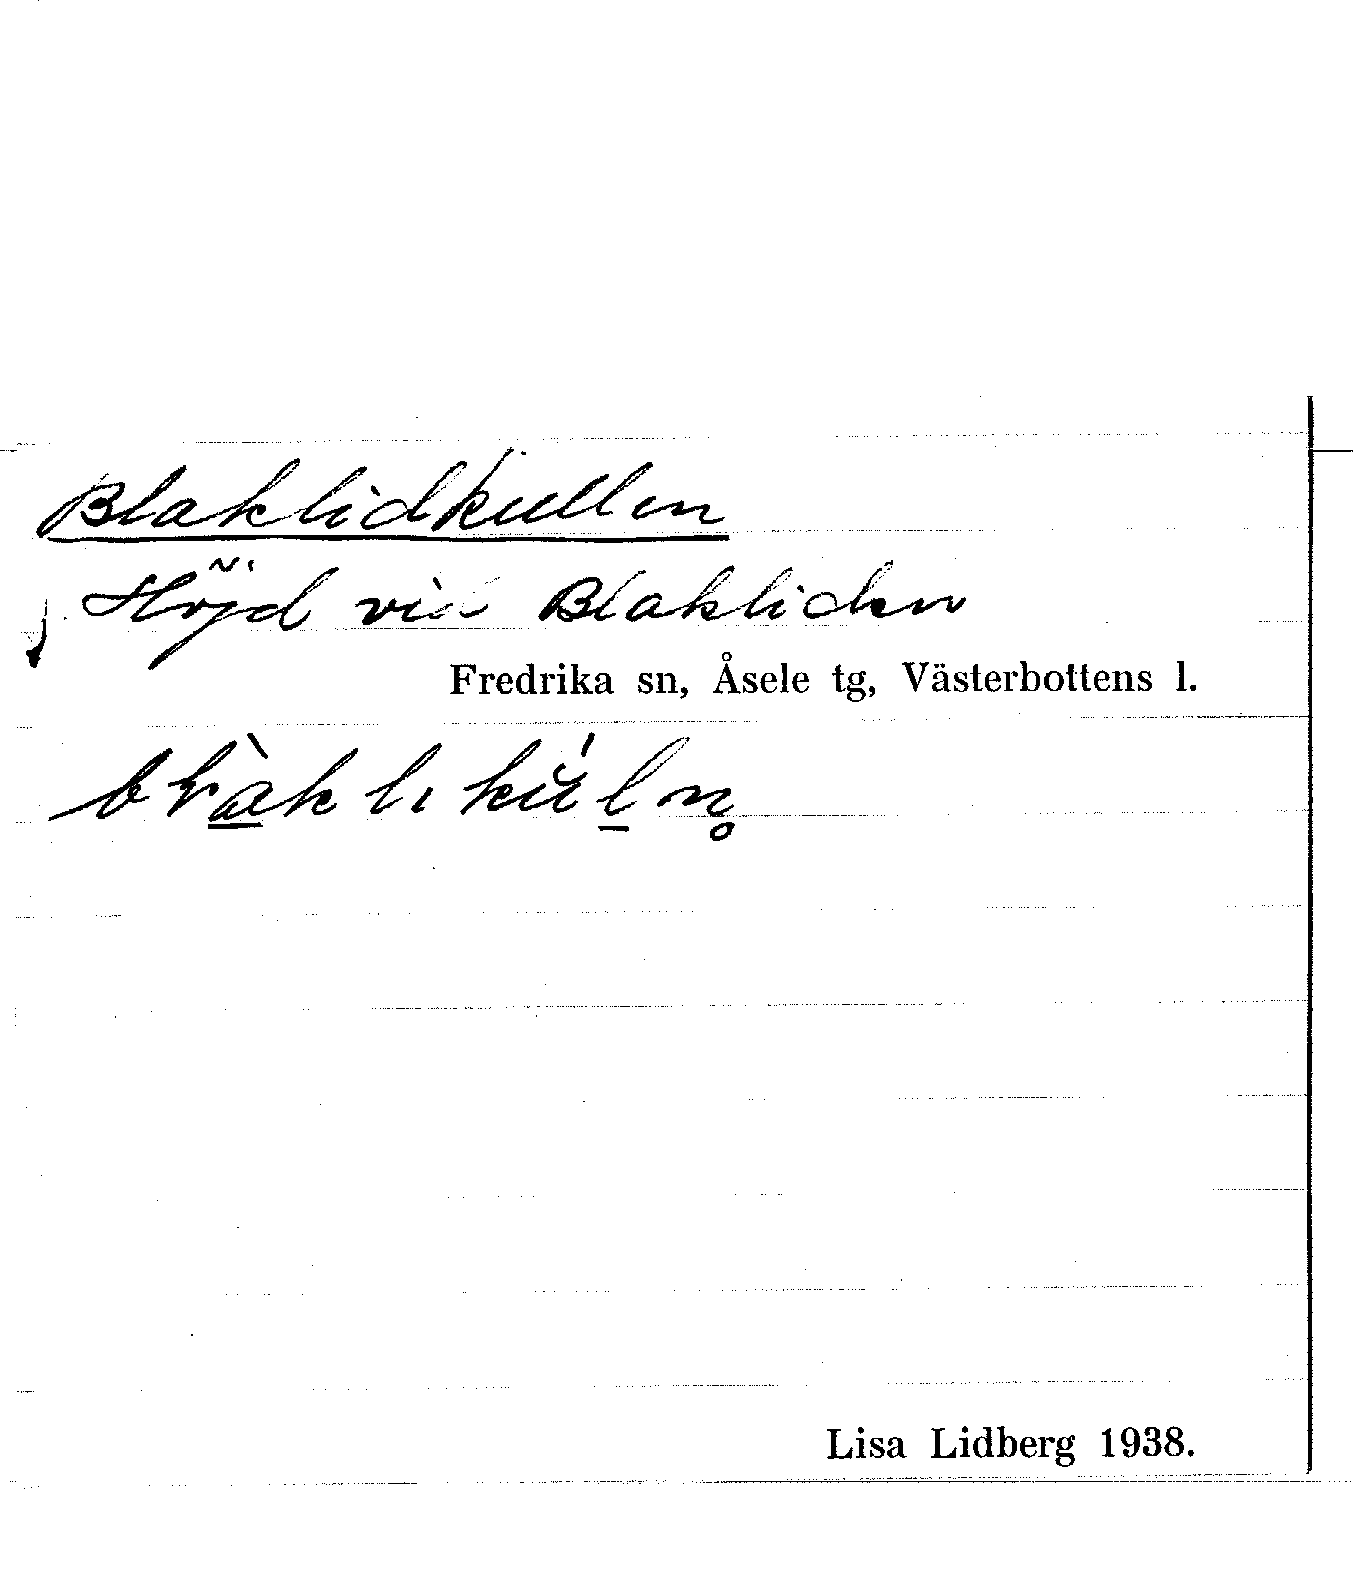 Blaklidkullen
Höjd vid Blakliden
Fredrika sn, Åsele tg, Västerbottens l.
Lisa Lidberg 1938.